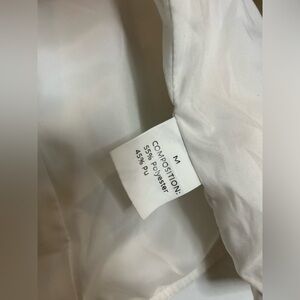 M
COMPOSITION:
55% Polyester
45% Pu